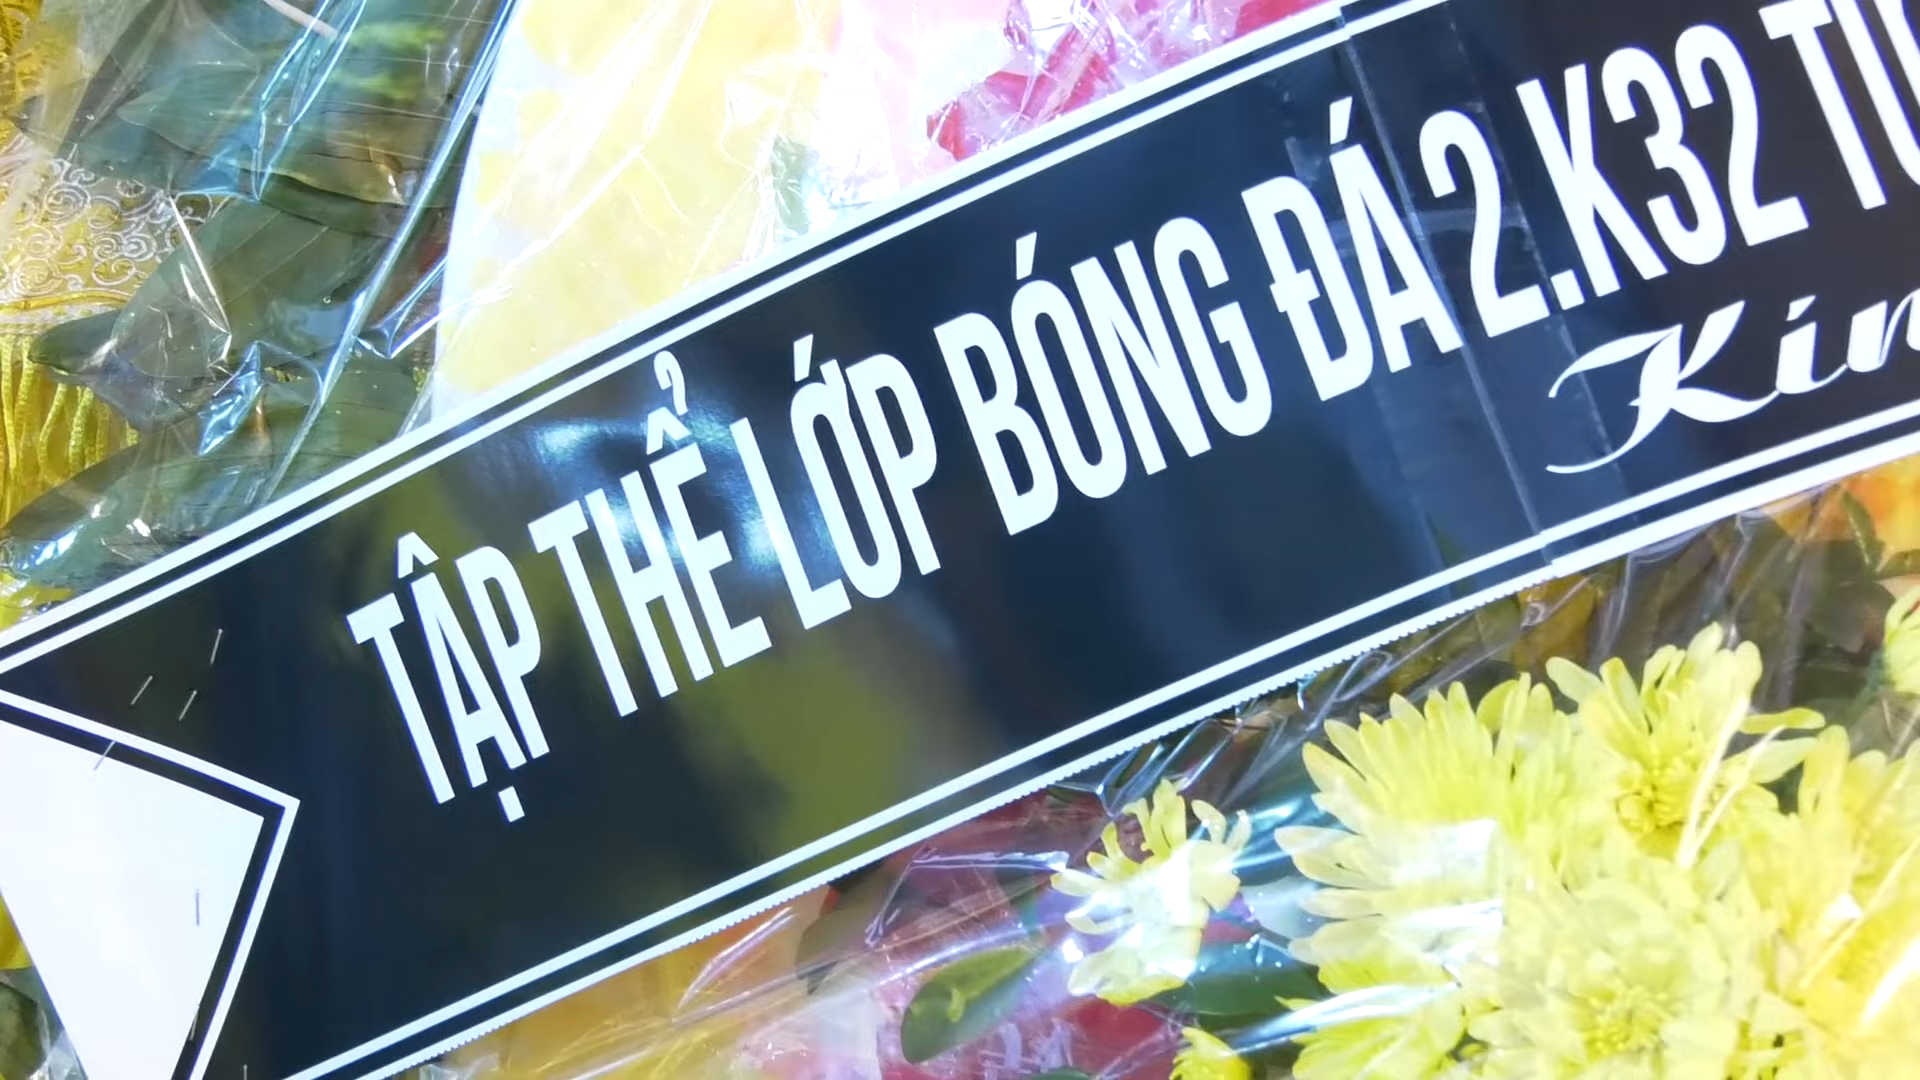 TẬP THỂ LỚP BÓNG ĐÁ 2.K32